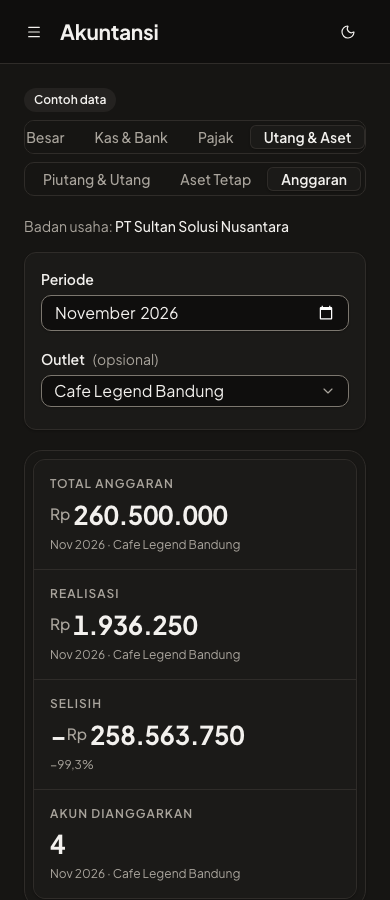 Akuntansi
Contoh data
Besar Kas & Bank Pajak Utang & Aset
Piutang & Utang Aset Tetap Anggaran
Badan usaha: PT Sultan Solusi Nusantara
Periode
November 2026
Outlet (opsional)
Cafe Legend Bandung
TOTAL ANGGARAN
Rp 260.500.000
Nov 2026 · Cafe Legend Bandung
REALISASI
Rp 1.936.250
Nov 2026 · Cafe Legend Bandung
SELISIH
−Rp 258.563.750
−99,3%
AKUN DIANGGARKAN
4
Nov 2026 · Cafe Legend Bandung